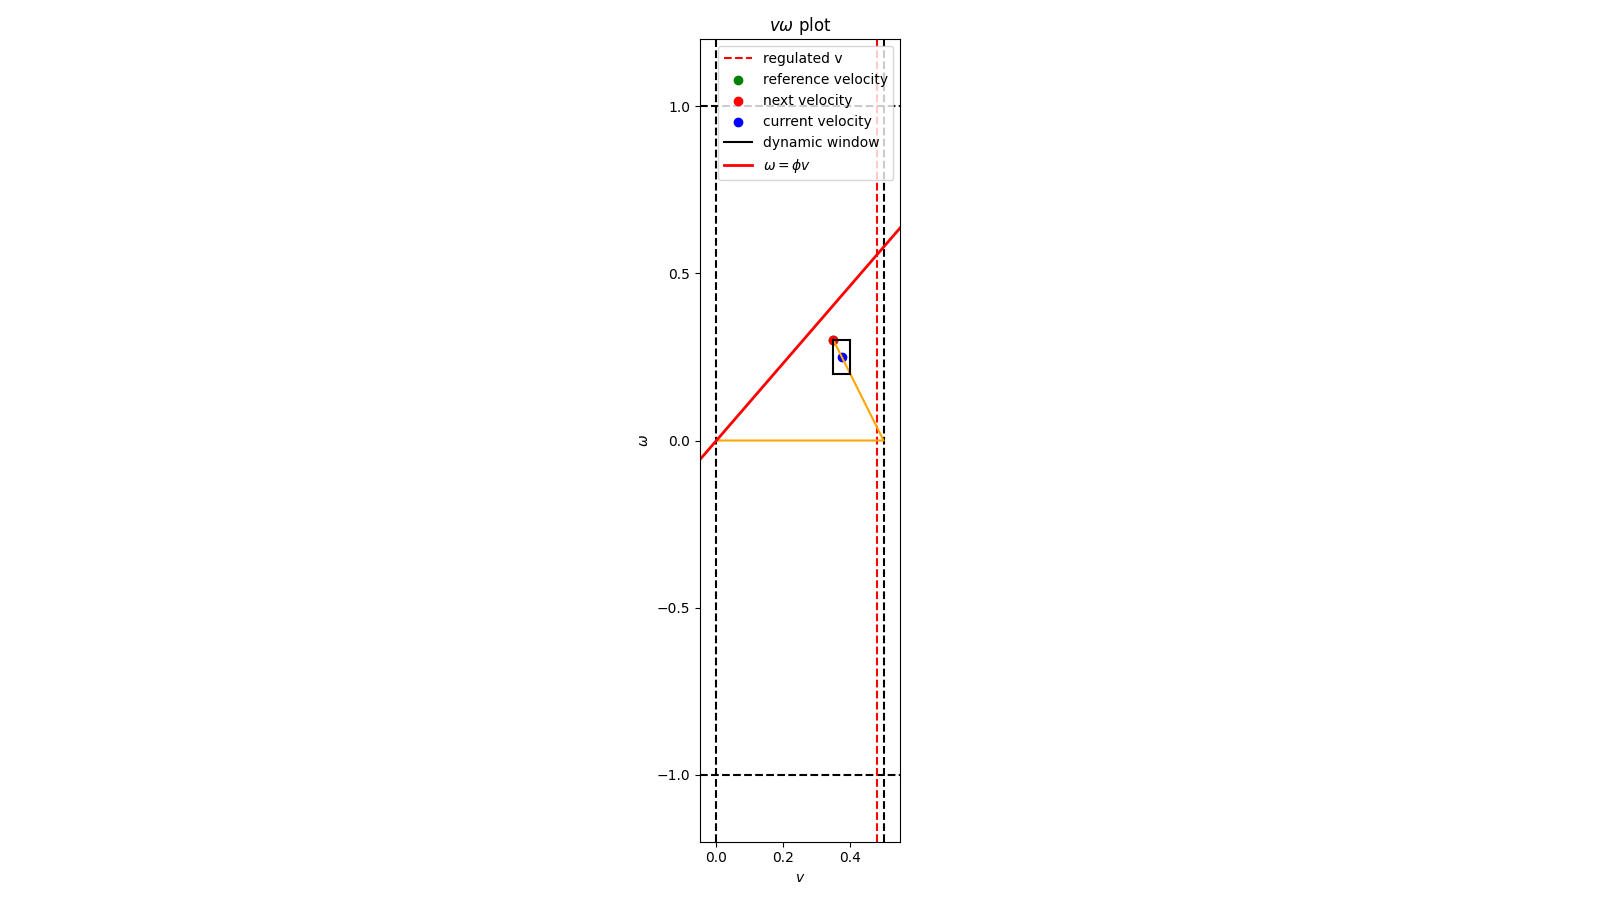 vω plot
regulated v
reference velocity
next velocity
current velocity
dynamic window
ω = ϕv
1.0
0.5
0.0
−0.5
−1.0
ω
0.0 0.2 0.4
v